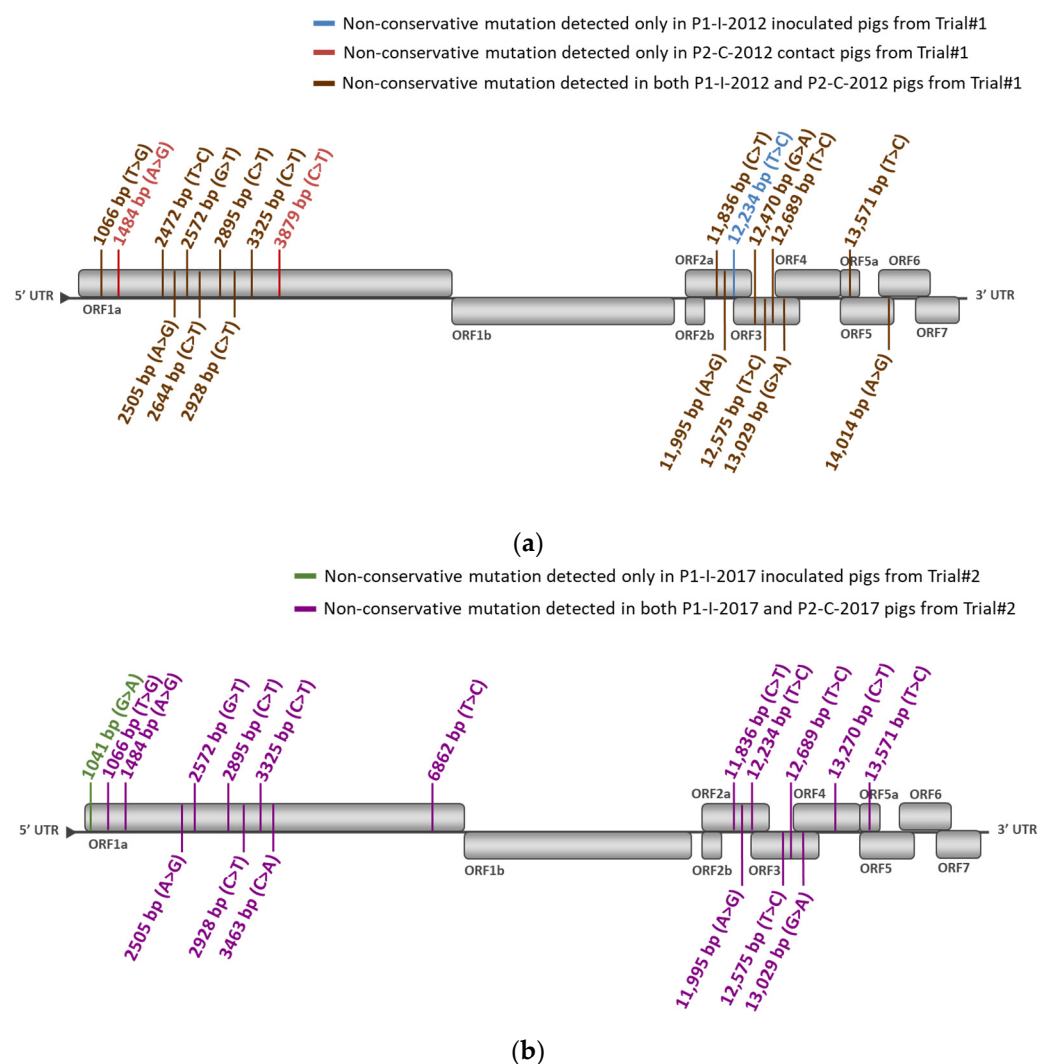 Non-conservative mutation detected only in P1-I-2012 inoculated pigs from Trial#1
Non-conservative mutation detected only in P2-C-2012 contact pigs from Trial#1
Non-conservative mutation detected in both P1-I-2012 and P2-C-2012 pigs from Trial#1
1066 bp (T>G)
1484 bp (A>G)
2472 bp (T>C)
2572 bp (G>T)
2895 bp (C>T)
3325 bp (C>T)
3879 bp (C>T)
11,836 bp (C>T)
12,234 bp (T>C)
12,470 bp (G>A)
12,689 bp (T>C)
13,571 bp (T>C)
ORF2a
ORF4
ORF5a
ORF6
5' UTR
3' UTR
ORF1a
ORF1b
ORF2b
ORF3
ORF5
ORF7
2505 bp (A>G)
2644 bp (C>T)
2928 bp (C>T)
11,995 bp (A>G)
12,575 bp (T>C)
13,029 bp (G>A)
14,014 bp (A>G)
(a)
Non-conservative mutation detected only in P1-I-2017 inoculated pigs from Trial#2
Non-conservative mutation detected in both P1-I-2017 and P2-C-2017 pigs from Trial#2
1041 bp (G>A)
1066 bp (T>G)
1484 bp (A>G)
2572 bp (G>T)
2895 bp (C>T)
3325 bp (C>T)
6862 bp (T>C)
11,836 bp (C>T)
12,234 bp (T>C)
12,689 bp (T>C)
13,270 bp (C>T)
13,571 bp (T>C)
ORF2a
ORF4
ORF5a
ORF6
5' UTR
3' UTR
ORF1a
ORF1b
ORF2b
ORF3
ORF5
ORF7
2505 bp (A>G)
2928 bp (C>T)
3463 bp (C>A)
11,995 bp (A>G)
12,575 bp (T>C)
13,029 bp (G>A)
(b)